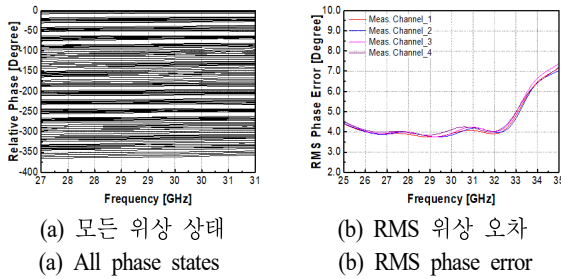 Relative Phase [Degree]
0
-50
-100
-150
-200
-250
-300
-350
-400
27 28 29 30 31 31
Frequency [GHz]
(a) 모든 위상 상태
(a) All phase states
RMS Phase Error [Degree]
10.0
9.0
8.0
7.0
6.0
5.0
4.0
3.0
2.0
Meas. Channel_1
Meas. Channel_2
Meas. Channel_3
Meas. Channel_4
25 26 27 28 29 30 31 32 33 34 35
Frequency [GHz]
(b) RMS 위상 오차
(b) RMS phase error